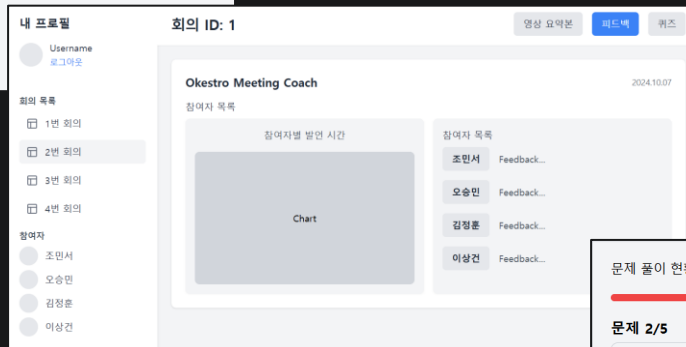 내 프로필
Username
로그아웃
회의 목록
1번 회의
2번 회의
3번 회의
4번 회의
참여자
조민서
오승민
김정훈
이상건
회의 ID: 1
영상 요약본 피드백 퀴즈
Okestro Meeting Coach 2024.10.07
참여자 목록
참여자별 발언 시간
Chart
참여자 목록
조민서 Feedback...
오승민 Feedback...
김정훈 Feedback...
이상건 Feedback...
문제 풀이
문제 2/5